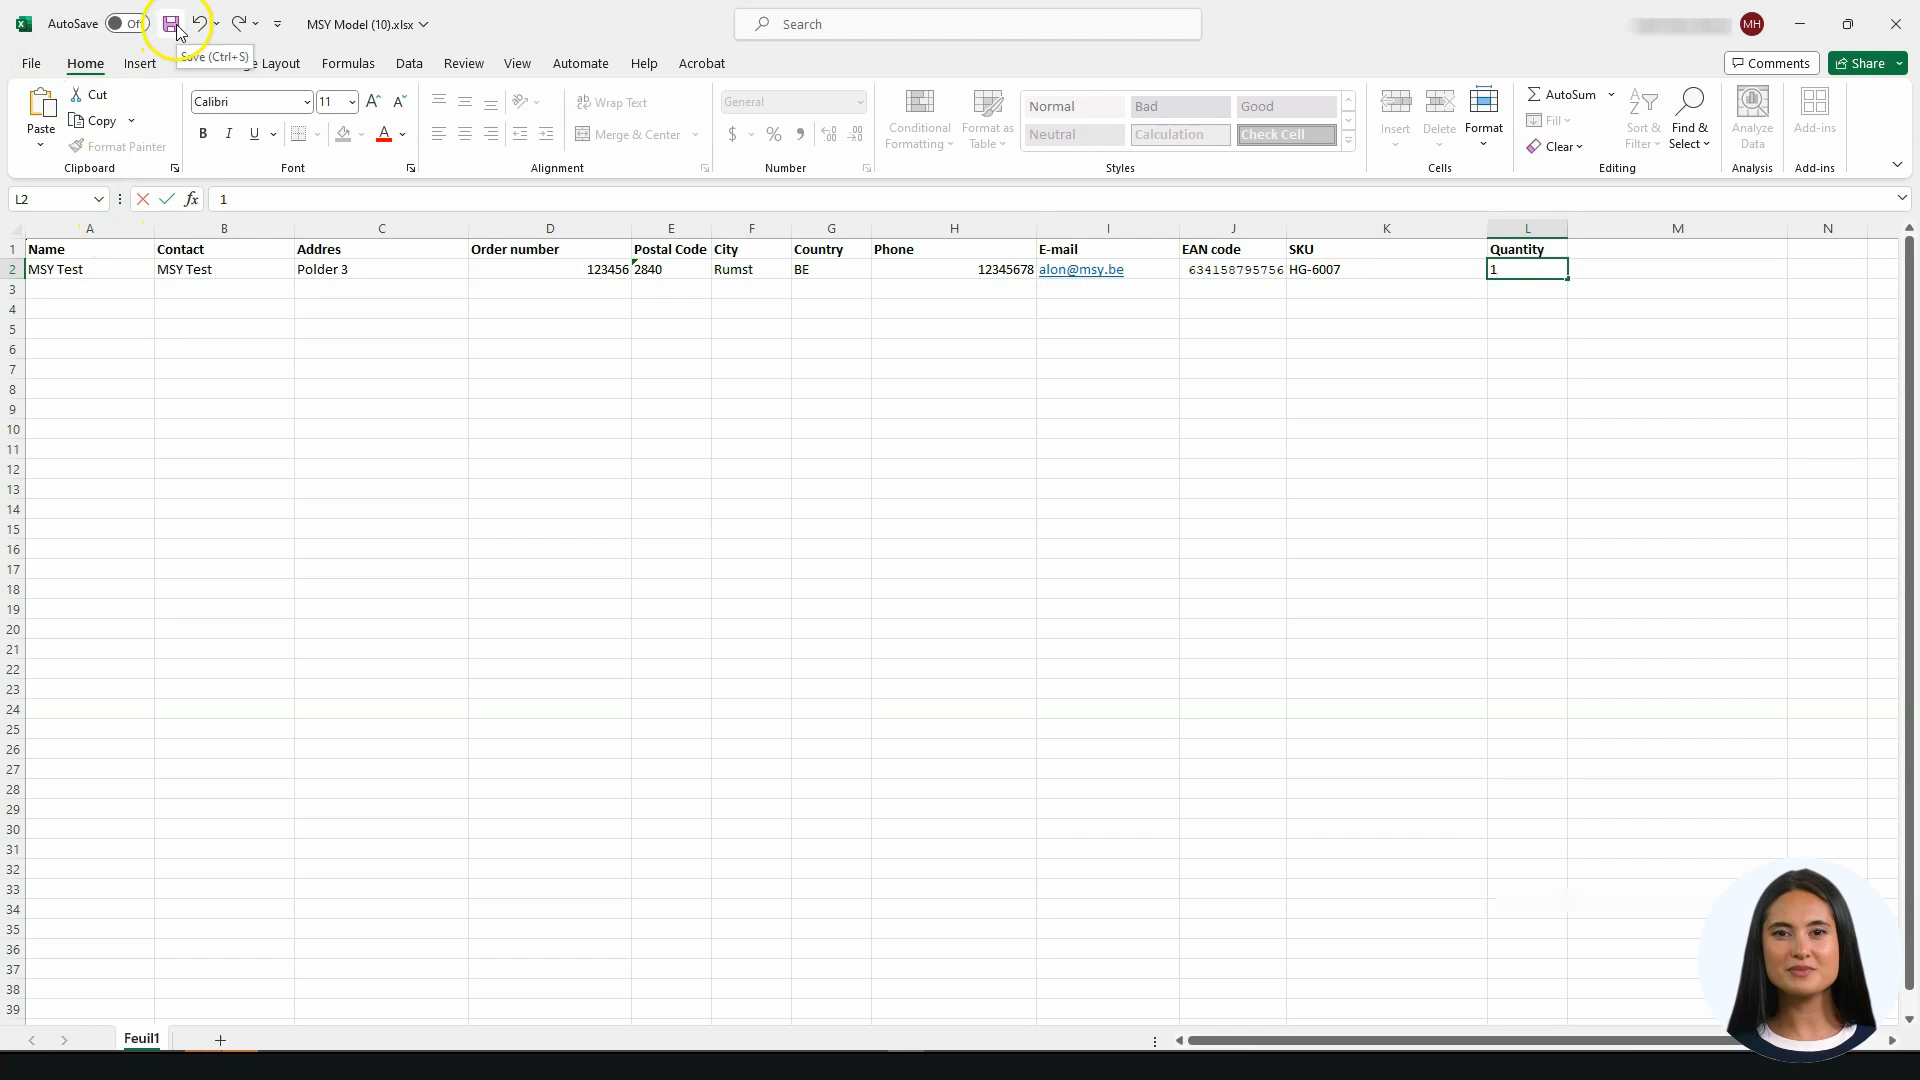 AutoSave Off MSY Model (10).xlsx Search MH
Save (Ctrl+S)
File Home Insert Layout Formulas Data Review View Automate Help Acrobat Comments Share
Paste Cut Copy Format Painter Clipboard
Calibri 11 B I U A Font
Wrap Text Merge & Center Alignment
General $ % Number
Conditional Formatting Format as Table
Normal Bad Good
Neutral Calculation Check Cell
Styles
Insert Delete Format Cells
AutoSum Fill Clear Sort & Filter Find & Select Editing
Analyze Data Analysis
Add-ins Add-ins
L2 fx 1
A B C D E F G H I J K L M N
1 Name Contact Addres Order number Postal Code City Country Phone E-mail EAN code SKU Quantity
2 MSY Test MSY Test Polder 3 123456 2840 Rumst BE 12345678 alon@msy.be 634158795756 HG-6007 1
3
4
5
6
7
8
9
10
11
12
13
14
15
16
17
18
19
20
21
22
23
24
25
26
27
28
29
30
31
32
33
34
35
36
37
38
39
Feuil1